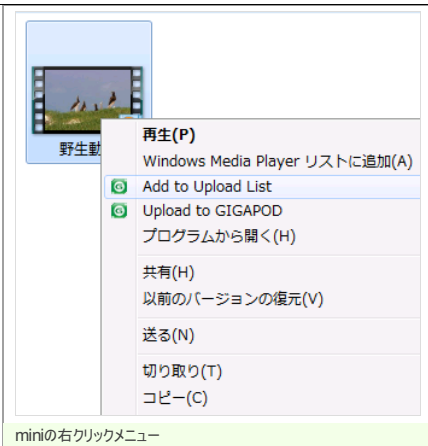 野生動
再生(P)
Windows Media Player リストに追加(A)
Add to Upload List
Upload to GIGAPOD
プログラムから開く(H)
共有(H)
以前のバージョンの復元(V)
送る(N)
切り取り(T)
コピー(C)
miniの右クリックメニュー